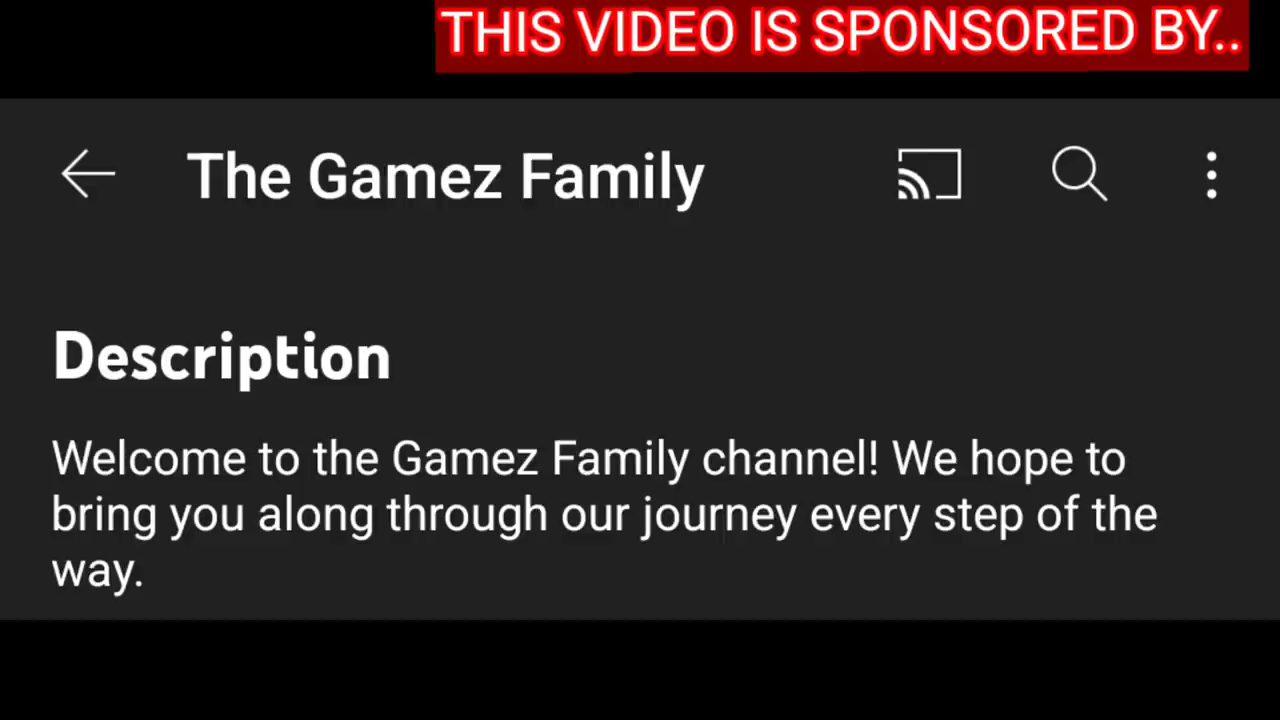 THIS VIDEO IS SPONSORED BY..
The Gamez Family
Description
Welcome to the Gamez Family channel! We hope to
bring you along through our journey every step of the
way.